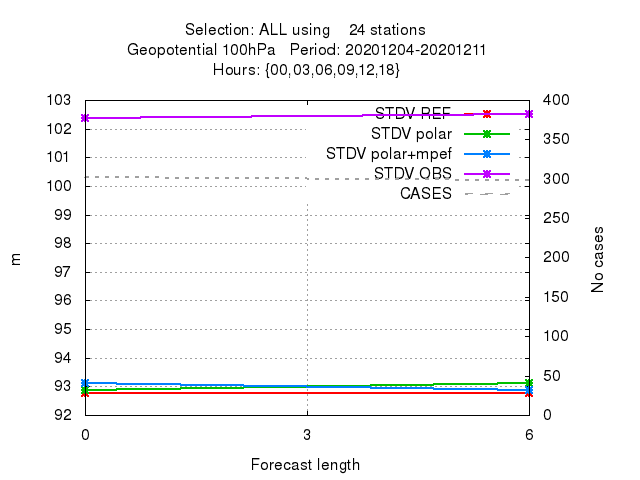 Selection: ALL using    24 stations
Geopotential 100hPa   Period: 20201204-20201211
Hours: {00,03,06,09,12,18}
103
102
101
100
99
98
97
96
95
94
93
92
m
400
350
300
250
200
150
100
50
0
No cases
STDV REF
STDV polar
STDV polar+mpef
STDV OBS
CASES
0
3
6
Forecast length